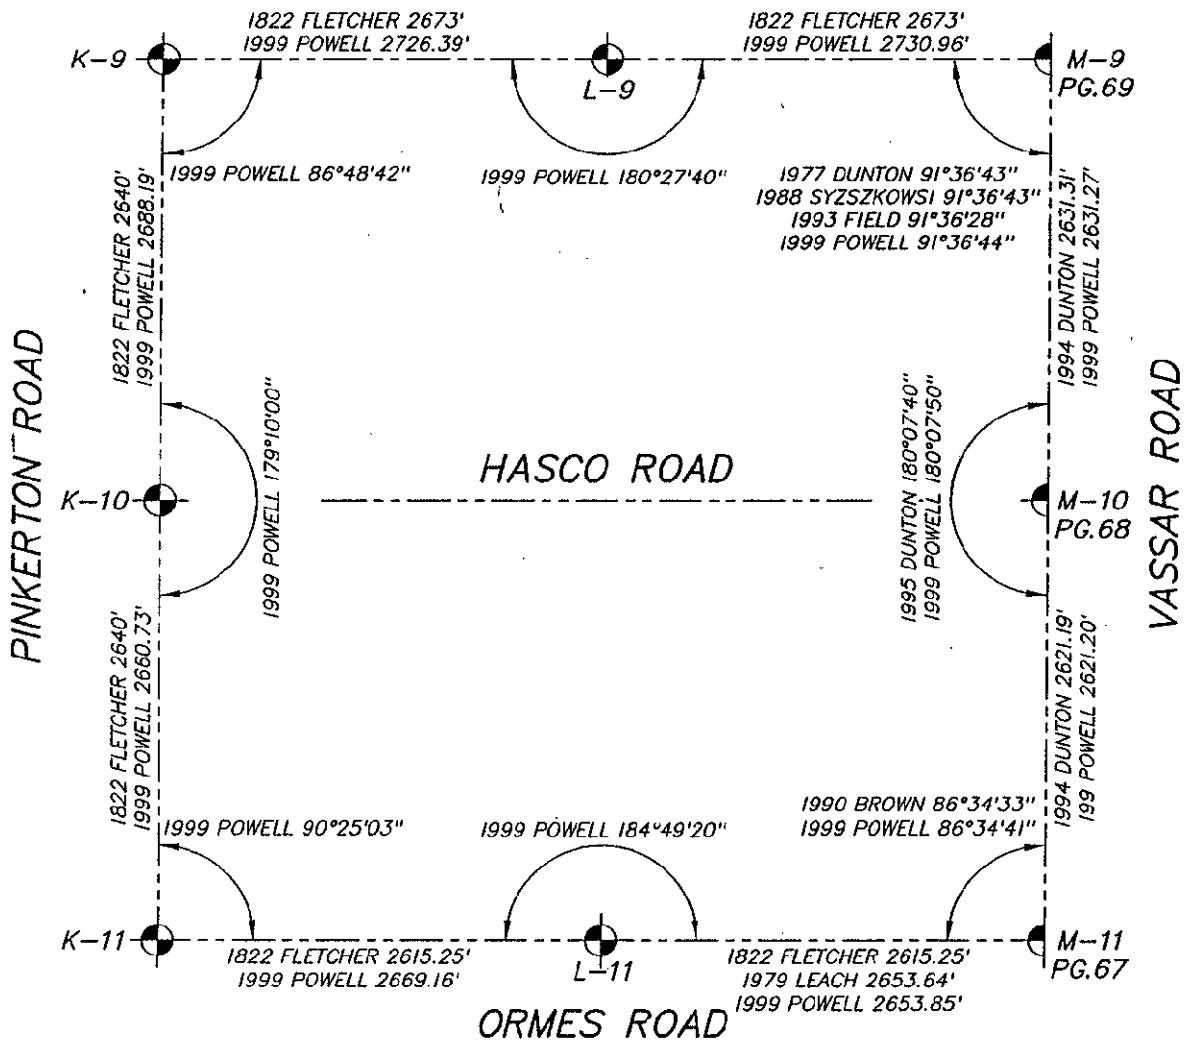 1822 FLETCHER 2673'
1999 POWELL 2726.39'
1822 FLETCHER 2673'
1999 POWELL 2730.96'
K-9
L-9
M-9
PG.69
1999 POWELL 86°48'42"
1999 POWELL 180°27'40"
1977 DUNTON 91°36'43"
1988 SYZSZKOWSI 91°36'43"
1993 FIELD 91°36'28"
1999 POWELL 91°36'44"
1822 FLETCHER 2640'
1999 POWELL 2688.19'
1994 DUNTON 2631.31'
1999 POWELL 2631.27'
PINKERTON ROAD
K-10
1999 POWELL 179°10'00"
HASCO ROAD
1995 DUNTON 180°07'40"
1999 POWELL 180°07'50"
M-10
PG.68
VASSAR ROAD
1822 FLETCHER 2640'
1999 POWELL 2660.73'
1994 DUNTON 2621.19'
199 POWELL 2621.20'
1999 POWELL 90°25'03"
1999 POWELL 184°49'20"
1990 BROWN 86°34'33"
1999 POWELL 86°34'41"
K-11
L-11
M-11
PG.67
1822 FLETCHER 2615.25'
1999 POWELL 2669.16'
1822 FLETCHER 2615.25'
1979 LEACH 2653.64'
1999 POWELL 2653.85'
ORMES ROAD